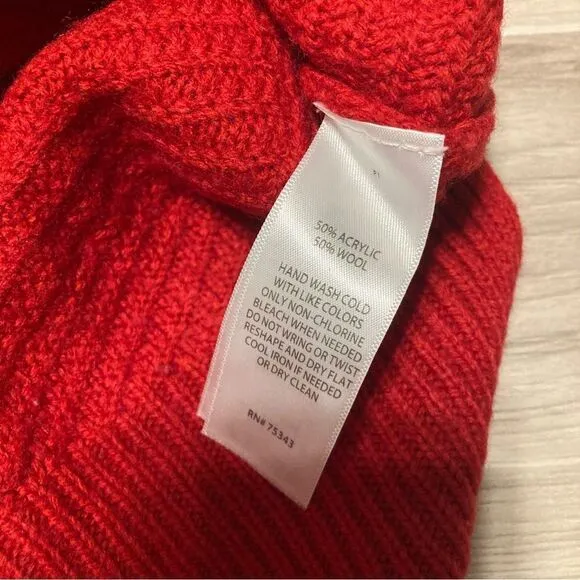 50% ACRYLIC
50% WOOL
HAND WASH COLD
WITH LIKE COLORS
ONLY NON-CHLORINE
BLEACH WHEN NEEDED
DO NOT WRING OR TWIST
RESHAPE AND DRY FLAT
COOL IRON IF NEEDED
OR DRY CLEAN
RN# 75343